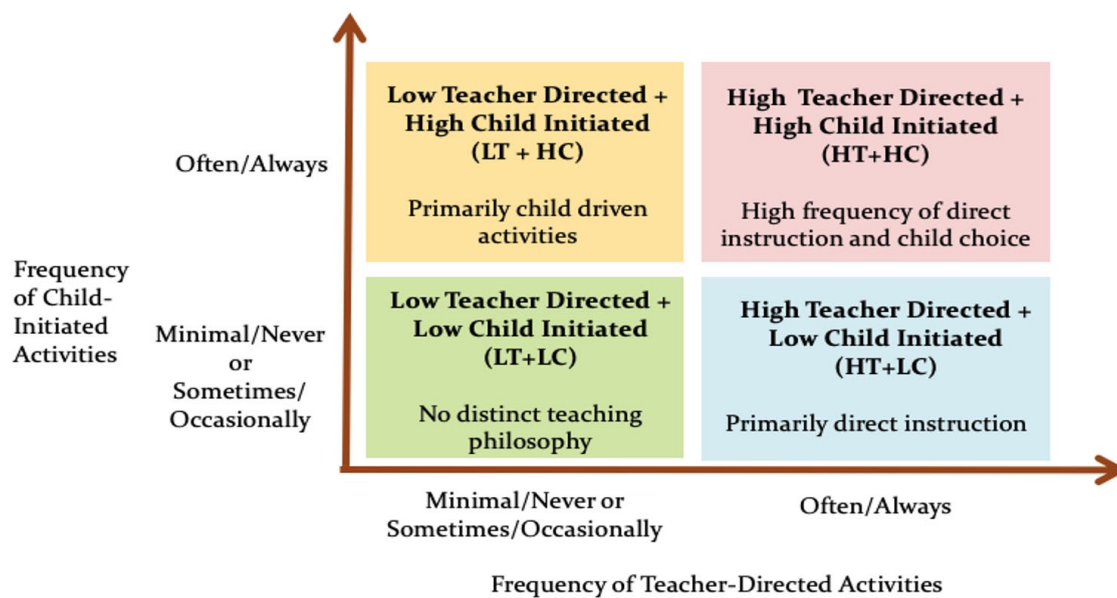 Low Teacher Directed +
High Child Initiated
(LT + HC)
Primarily child driven
activities
High Teacher Directed +
High Child Initiated
(HT+HC)
High frequency of direct
instruction and child choice
Often/Always
Frequency
of Child-
Initiated
Activities
Minimal/Never
or
Sometimes/
Occasionally
Low Teacher Directed +
Low Child Initiated
(LT+LC)
No distinct teaching
philosophy
High Teacher Directed +
Low Child Initiated
(HT+LC)
Primarily direct instruction
Minimal/Never or
Sometimes/Occasionally
Often/Always
Frequency of Teacher-Directed Activities